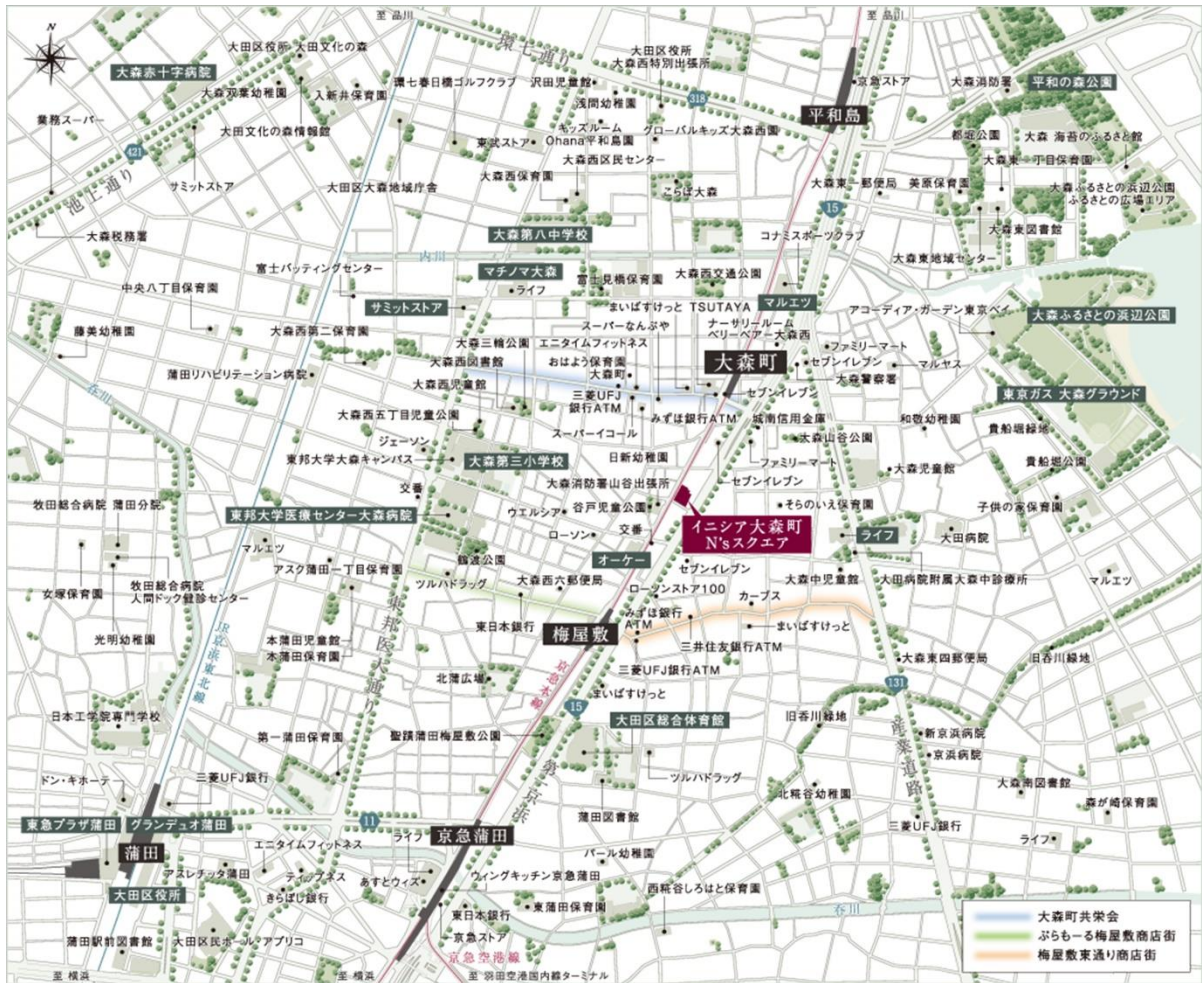 N
至 品川
至 品川
大田区役所
大田文化の森
環七通り
大田区役所
大森西特別出張所
大森赤十字病院
大森双葉幼稚園
入新井保育園
環七春日橋ゴルフクラブ
沢田児童館
浅間幼稚園
京急ストア
大森消防署
平和の森公園
318
平和島
業務スーパー
大田文化の森情報館
東武ストア
キッズルーム
Ohana平和島園
グローバルキッズ大森西園
都堀公園
大森 海苔のふるさと館
421
池上通り
サミットストア
大田区大森地域庁舎
大森西区民センター
大森西保育園
こらぼ大森
大森東一郵便局
美原保育園
大森東一丁目保育園
大森ふるさとの浜辺公園
ふるさとの広場エリア
15
大森税務署
大森第八中学校
コナミスポーツクラブ
大森東図書館
内川
大森東地域センター
富士バッティングセンター
マチノマ大森
ライフ
富士見橋保育園
大森西交通公園
マルエツ
中央八丁目保育園
サミットストア
まいばすけっと
TSUTAYA
アコーディア・ガーデン東京ベイ
大森ふるさとの浜辺公園
藤美幼稚園
大森西第二保育園
大森三輪公園
スーパーなんぶや
エニタイムフィットネス
ナーサリールーム
ベリーベアー大森西
ファミリーマート
大森西図書館
おはよう保育園
大森町
大森町
セブンイレブン
マルヤス
蒲田リハビリテーション病院
大森西児童館
三菱UFJ
銀行ATM
みずほ銀行ATM
セブンイレブン
大森警察署
東京ガス 大森グラウンド
呑川
大森西五丁目児童公園
スーパーイコール
城南信用金庫
大森山谷公園
和敬幼稚園
貴船堀緑地
ジェーソン
東邦大学大森キャンパス
大森第三小学校
日新幼稚園
ファミリーマート
大森児童館
貴船堀公園
交番
大森消防署山谷出張所
セブンイレブン
牧田総合病院 蒲田分院
東邦大学医療センター大森病院
ウエルシア
谷戸児童公園
イニシア大森町
N'sスクエア
そらのいえ保育園
子供の家保育園
マルエツ
ローソン
交番
ライフ
大田病院
鶴渡公園
オーケー
アスク蒲田一丁目保育園
セブンイレブン
女塚保育園
牧田総合病院
人間ドック健診センター
ツルハドラッグ
大森西六郵便局
ローソンストア100
大森中児童館
大田病院附属大森中診療所
マルエツ
光明幼稚園
JR京浜東北線
東邦医大通り
東日本銀行
梅屋敷
みずほ銀行
ATM
カーブス
まいばすけっと
本蒲田児童館
本蒲田保育園
京急本線
三井住友銀行ATM
三菱UFJ銀行ATM
大森東四郵便局
旧呑川緑地
北蒲広場
まいばすけっと
131
日本工学院専門学校
第一蒲田保育園
聖蹟蒲田梅屋敷公園
15
大田区総合体育館
旧呑川緑地
産業道路
新京浜病院
京浜病院
第一京浜
ドン・キホーテ
三菱UFJ銀行
ツルハドラッグ
北糀谷幼稚園
大森南図書館
森が崎保育園
東急プラザ蒲田
グランデュオ蒲田
11
京急蒲田
蒲田図書館
三菱UFJ銀行
ライフ
蒲田
エニタイムフィットネス
ライフ
パール幼稚園
アスレチッタ蒲田
ティップネス
あすとウィズ
ウィングキッチン京急蒲田
西糀谷しろはと保育園
呑川
大田区役所
きらぼし銀行
東日本銀行
東蒲田保育園
蒲田駅前図書館
大田区民ホール・アプリコ
京急ストア
京急空港線
至 横浜
至 横浜
至 羽田空港国内線ターミナル
大森町共栄会
ぷらもーる梅屋敷商店街
梅屋敷東通り商店街